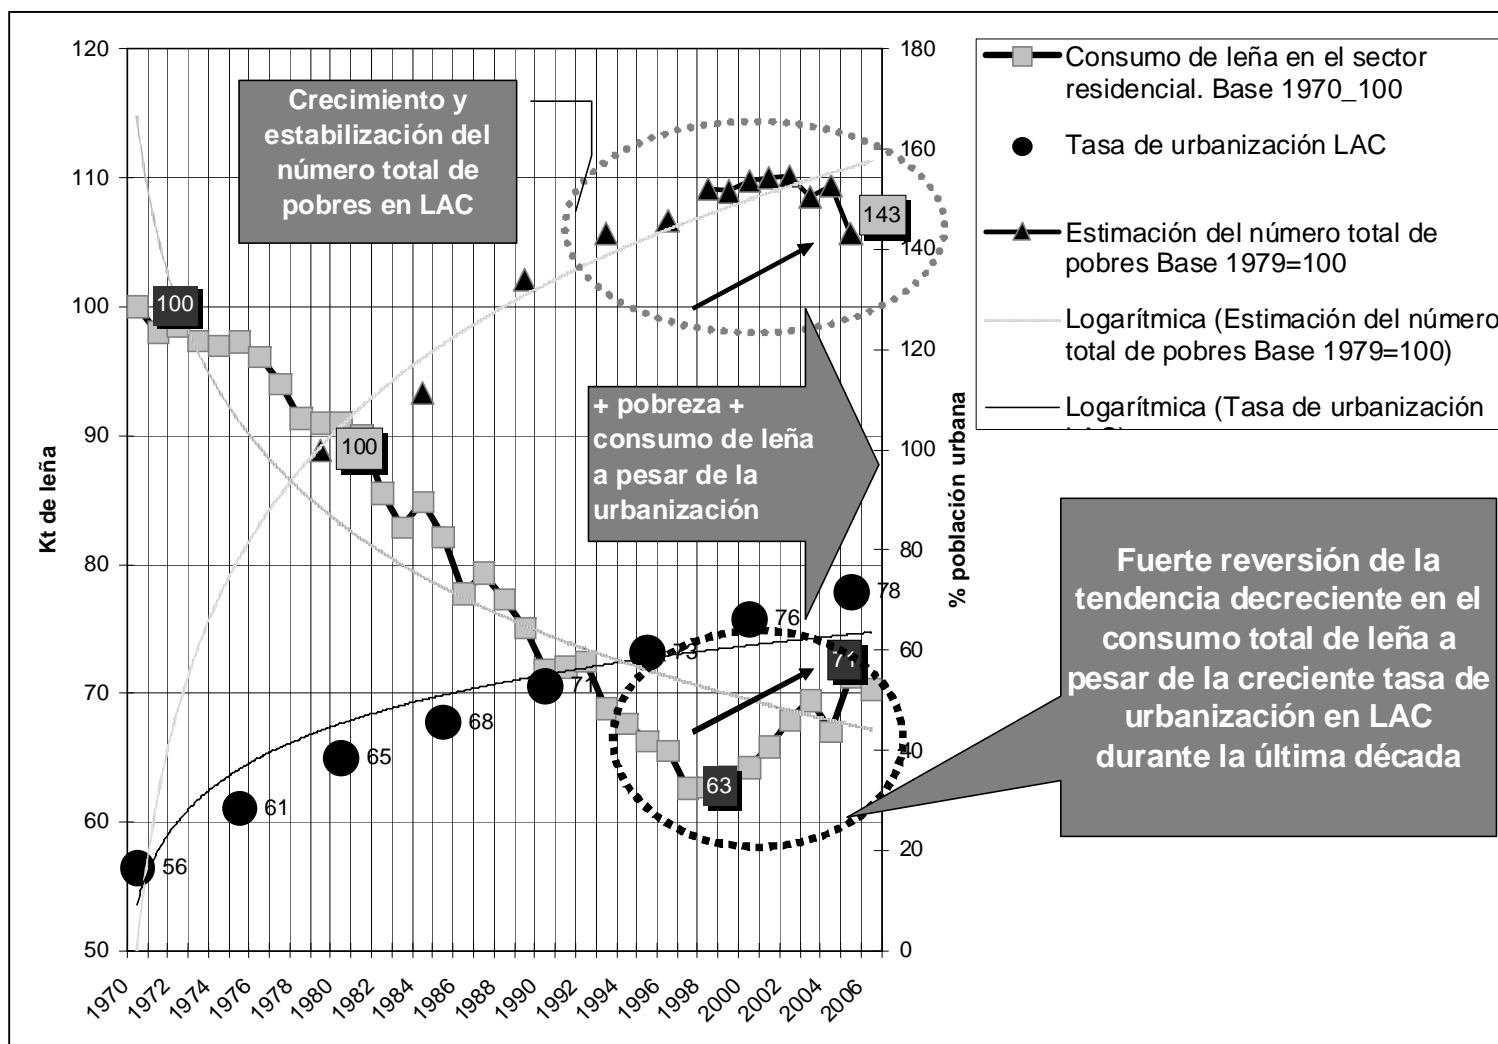 120
110
100
90
80
70
60
50
Kt de leña
180
160
140
120
100
80
60
40
20
0
% población urbana
1970
1972
1974
1976
1978
1980
1982
1984
1986
1988
1990
1992
1994
1996
1998
2000
2002
2004
2006
Crecimiento y
estabilización del
número total de
pobres en LAC
100
100
143
63
71
56
61
65
68
71
73
76
78
+ pobreza +
consumo de leña
a pesar de la
urbanización
Consumo de leña en el sector
residencial. Base 1970_100
Tasa de urbanización LAC
Estimación del número total de
pobres Base 1979=100
Logarítmica (Estimación del número
total de pobres Base 1979=100)
Logarítmica (Tasa de urbanización
Fuerte reversión de la
tendencia decreciente en el
consumo total de leña a
pesar de la creciente tasa de
urbanización en LAC
durante la última década